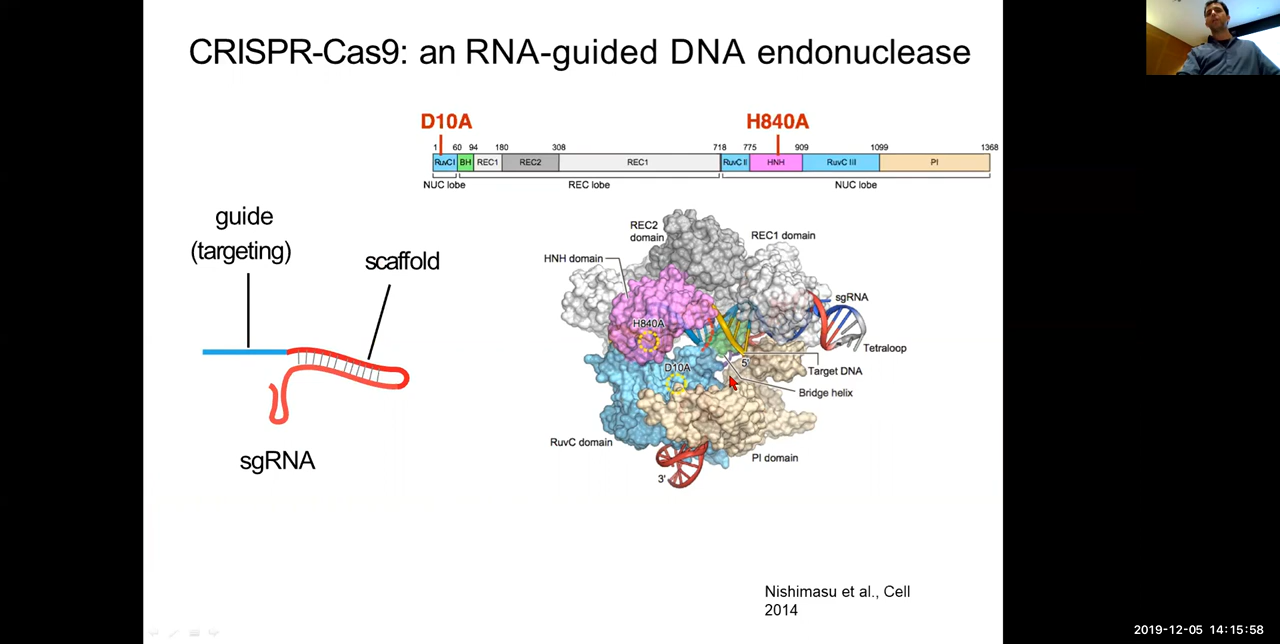 CRISPR-Cas9: an RNA-guided DNA endonuclease
D10A
H840A
1 60 94 180 308 718 775 909 1099 1368
RuvC I BH REC1 REC2 REC1 RuvC II HNH RuvC III PI
NUC lobe REC lobe NUC lobe
guide
(targeting)
scaffold
sgRNA
REC2
domain
REC1 domain
HNH domain
sgRNA
H840A
Tetraloop
5'
D10A
Target DNA
Bridge helix
RuvC domain
PI domain
3'
Nishimasu et al., Cell
2014
2019-12-05 14:15:58